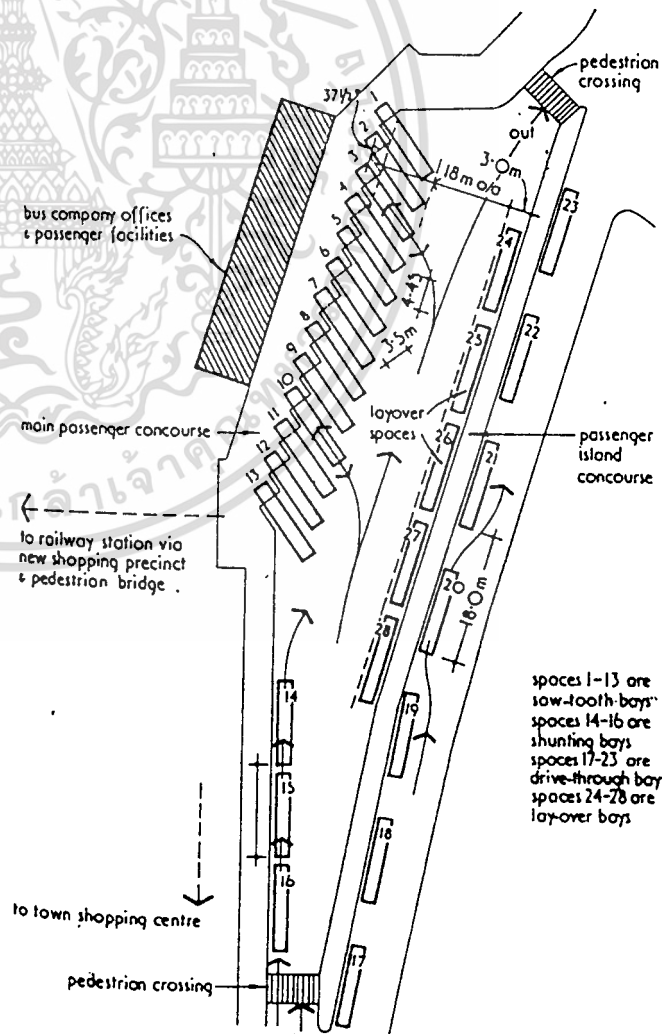 pedestrian
crossing
37½°
1
2
3
4
5
6
7
8
9
10
11
12
13
out
3·0m
18m o/a
bus company offices
& passenger facilities
4·45
3·5m
23
24
22
25
layover
spaces
26
21
27
20
28
18·0m
main passenger concourse
passenger
island
concourse
to railway station via
new shopping precinct
& pedestrian bridge
14
15
16
19
18
17
spaces 1-13 are
saw-tooth bays
spaces 14-16 are
shunting bays
spaces 17-23 are
drive-through bay
spaces 24-28 are
lay-over bays
to town shopping centre
pedestrian crossing